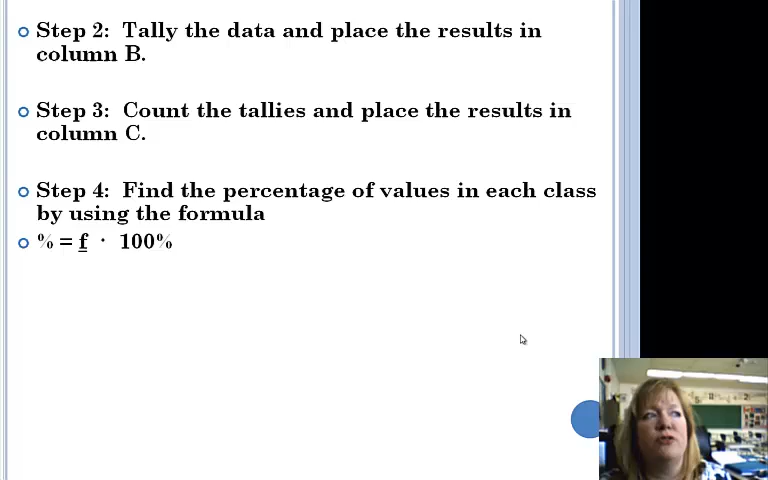 Step 2: Tally the data and place the results in
column B.
Step 3: Count the tallies and place the results in
column C.
Step 4: Find the percentage of values in each class
by using the formula
% = f · 100%